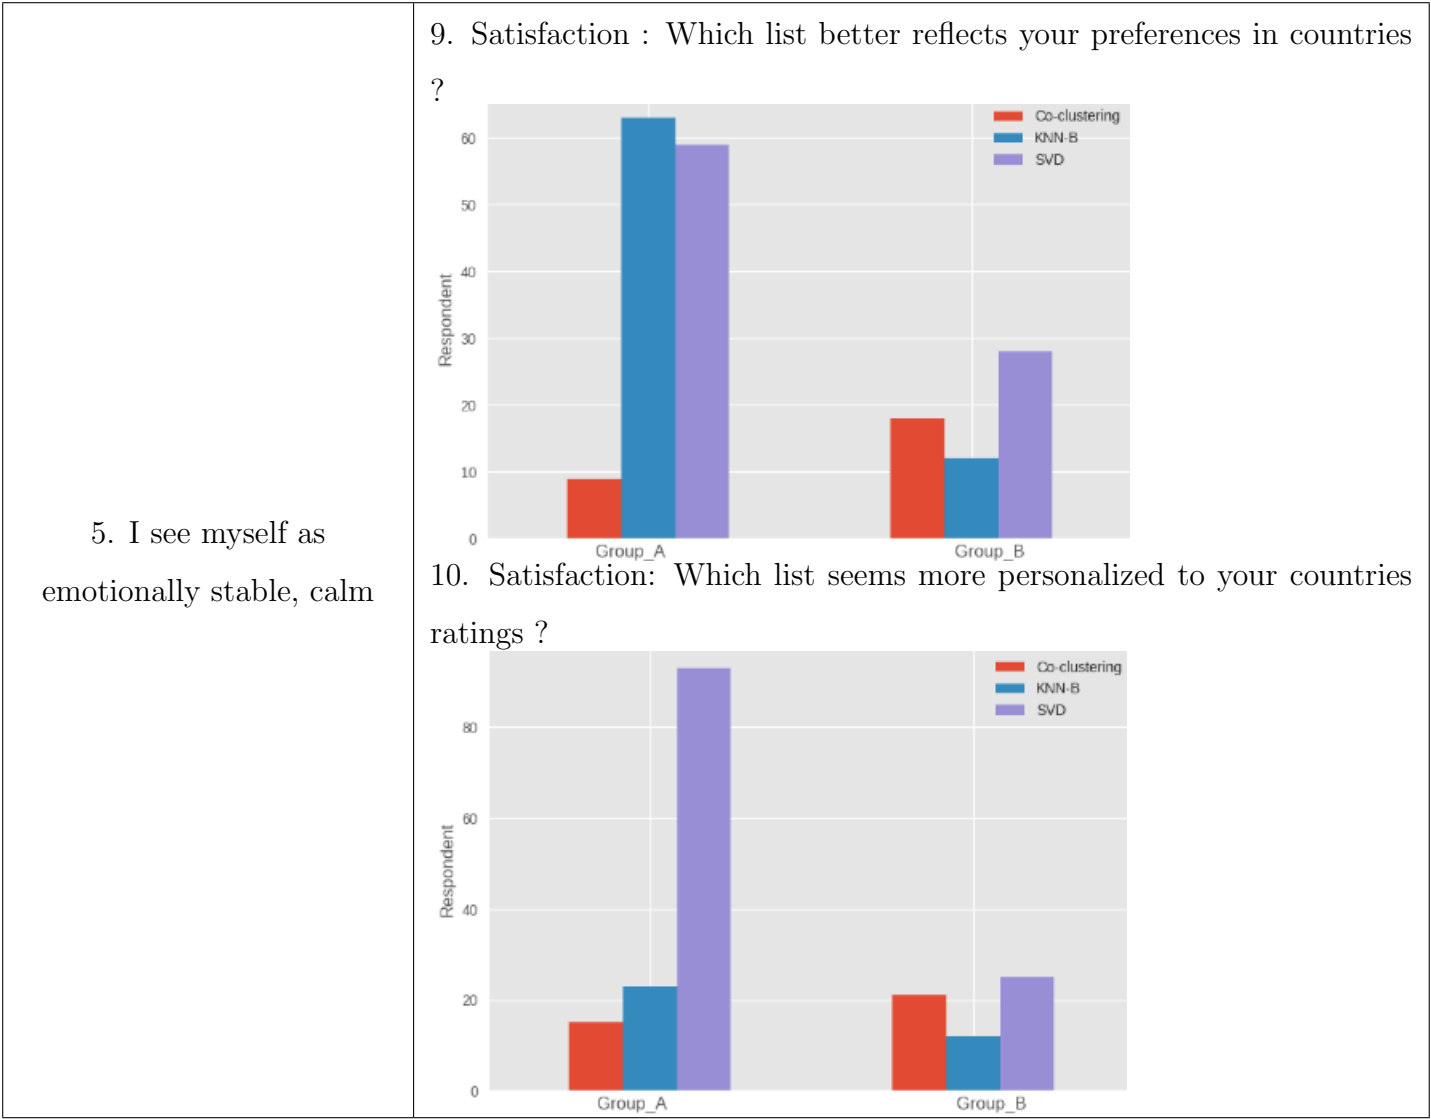 5. I see myself as
emotionally stable, calm
9. Satisfaction : Which list better reflects your preferences in countries
?
Co-clustering
KNN-B
SVD
60
50
40
30
20
10
0
Respondent
Group_A
Group_B
10. Satisfaction: Which list seems more personalized to your countries
ratings ?
Co-clustering
KNN-B
SVD
80
60
40
20
0
Respondent
Group_A
Group_B